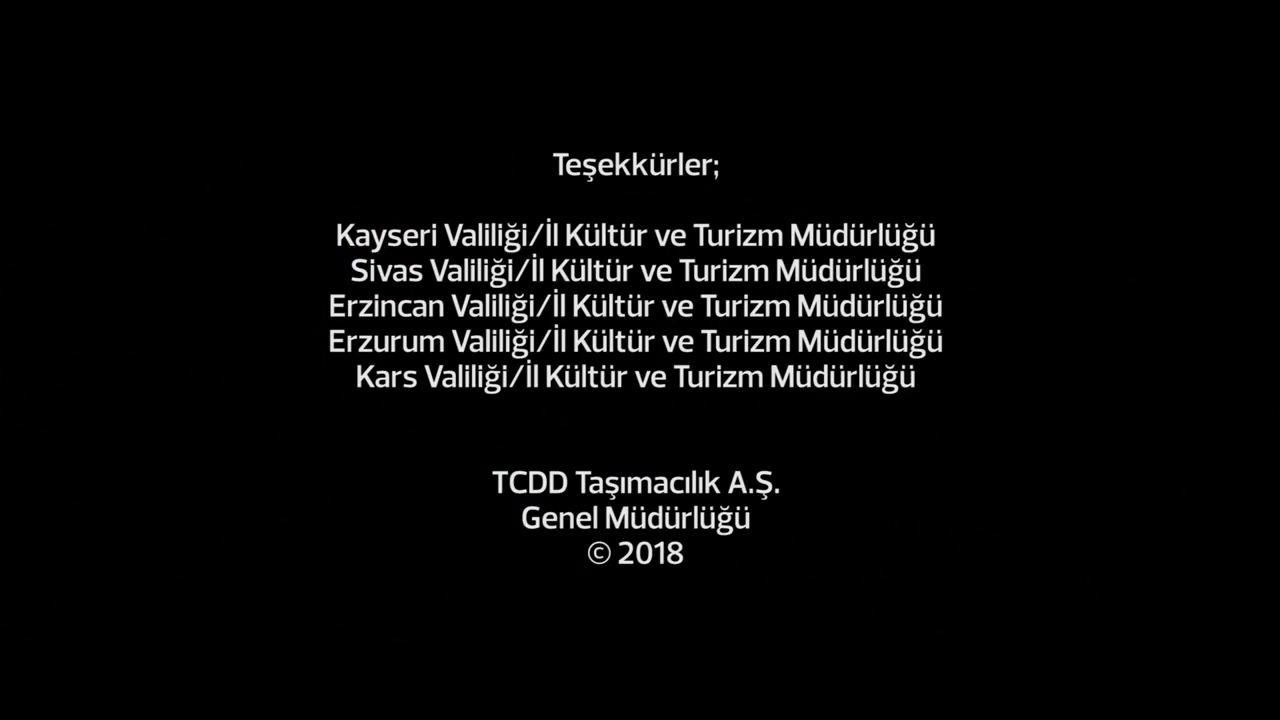 Teşekkürler;
Kayseri Valiliği/İl Kültür ve Turizm Müdürlüğü
Sivas Valiliği/İl Kültür ve Turizm Müdürlüğü
Erzincan Valiliği/İl Kültür ve Turizm Müdürlüğü
Erzurum Valiliği/İl Kültür ve Turizm Müdürlüğü
Kars Valiliği/İl Kültür ve Turizm Müdürlüğü
TCDD Taşımacılık A.Ş.
Genel Müdürlüğü
© 2018